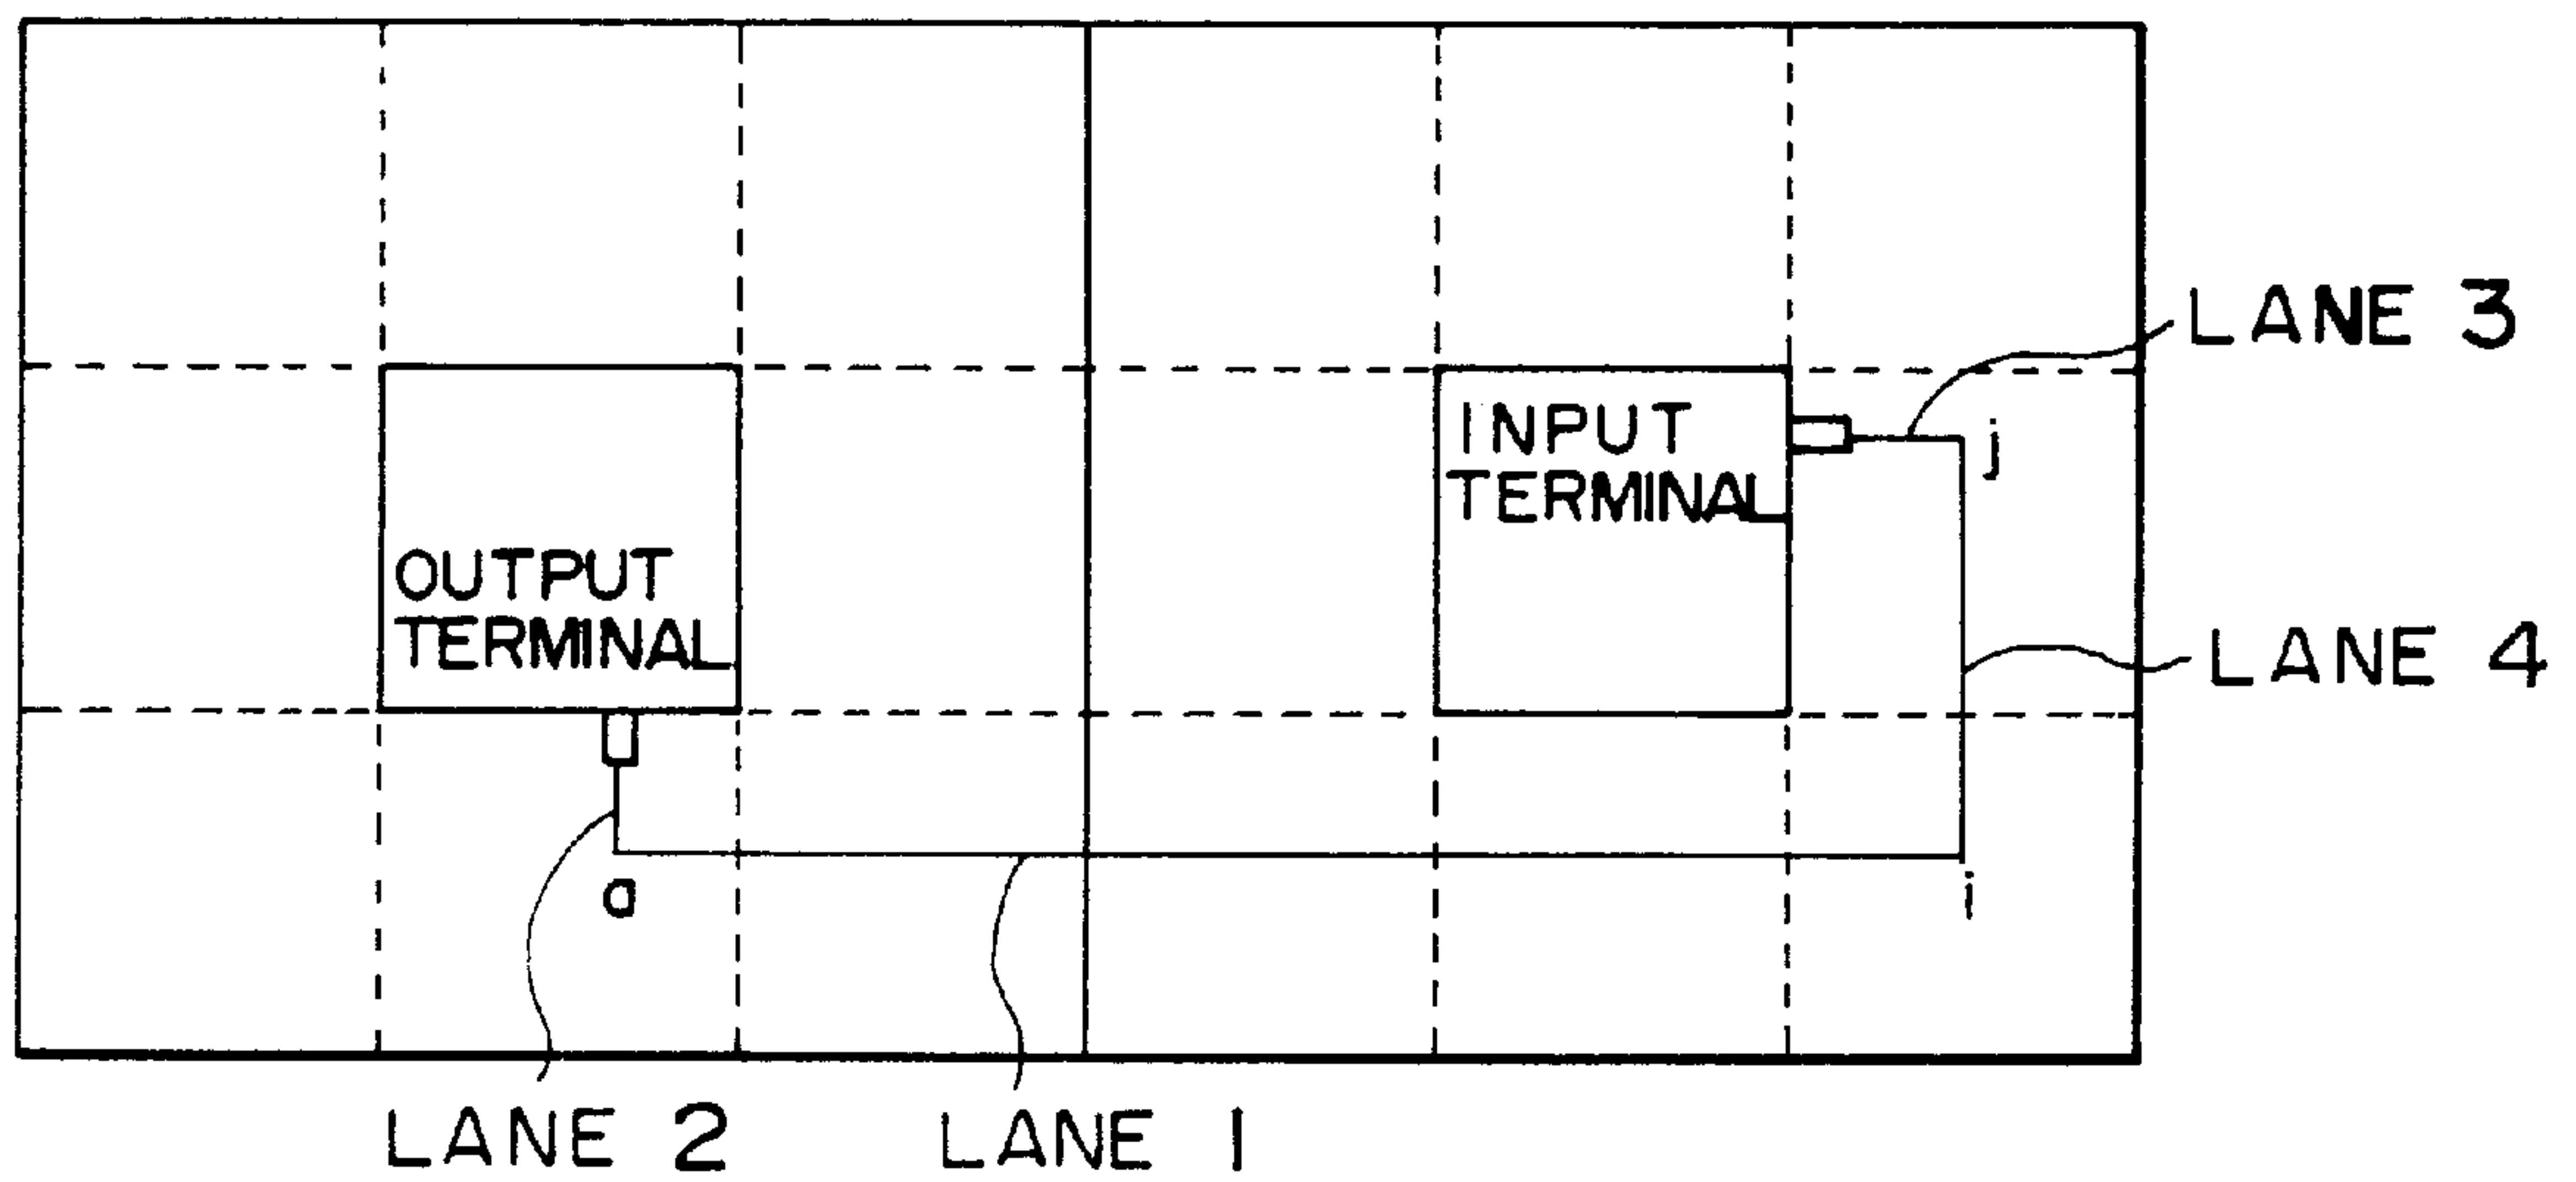 LANE 3
INPUT
TERMINAL
j
OUTPUT
TERMINAL
LANE 4
a
i
LANE 2
LANE 1